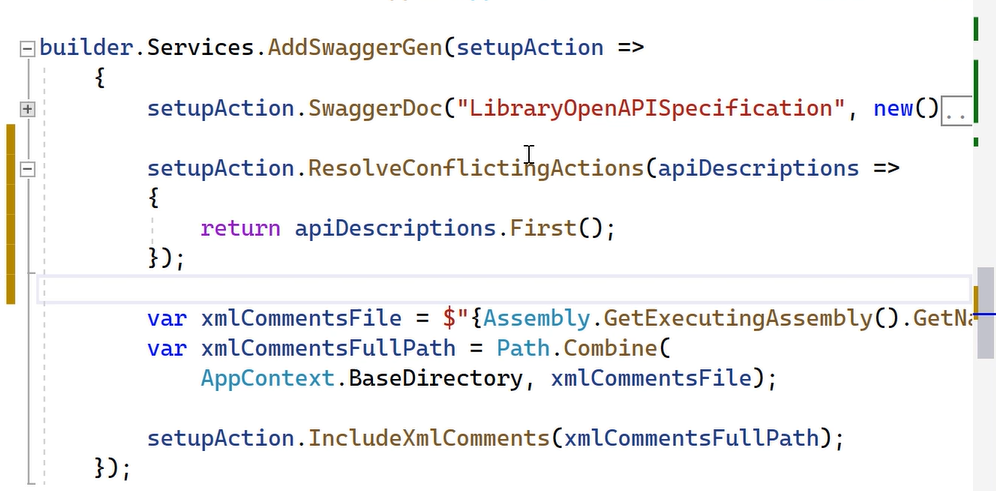 builder.Services.AddSwaggerGen(setupAction =>
{
setupAction.SwaggerDoc("LibraryOpenAPISpecification", new()..
setupAction.ResolveConflictingActions(apiDescriptions =>
{
return apiDescriptions.First();
});
var xmlCommentsFile = $"{Assembly.GetExecutingAssembly().GetNa
var xmlCommentsFullPath = Path.Combine(
AppContext.BaseDirectory, xmlCommentsFile);
setupAction.IncludeXmlComments(xmlCommentsFullPath);
});